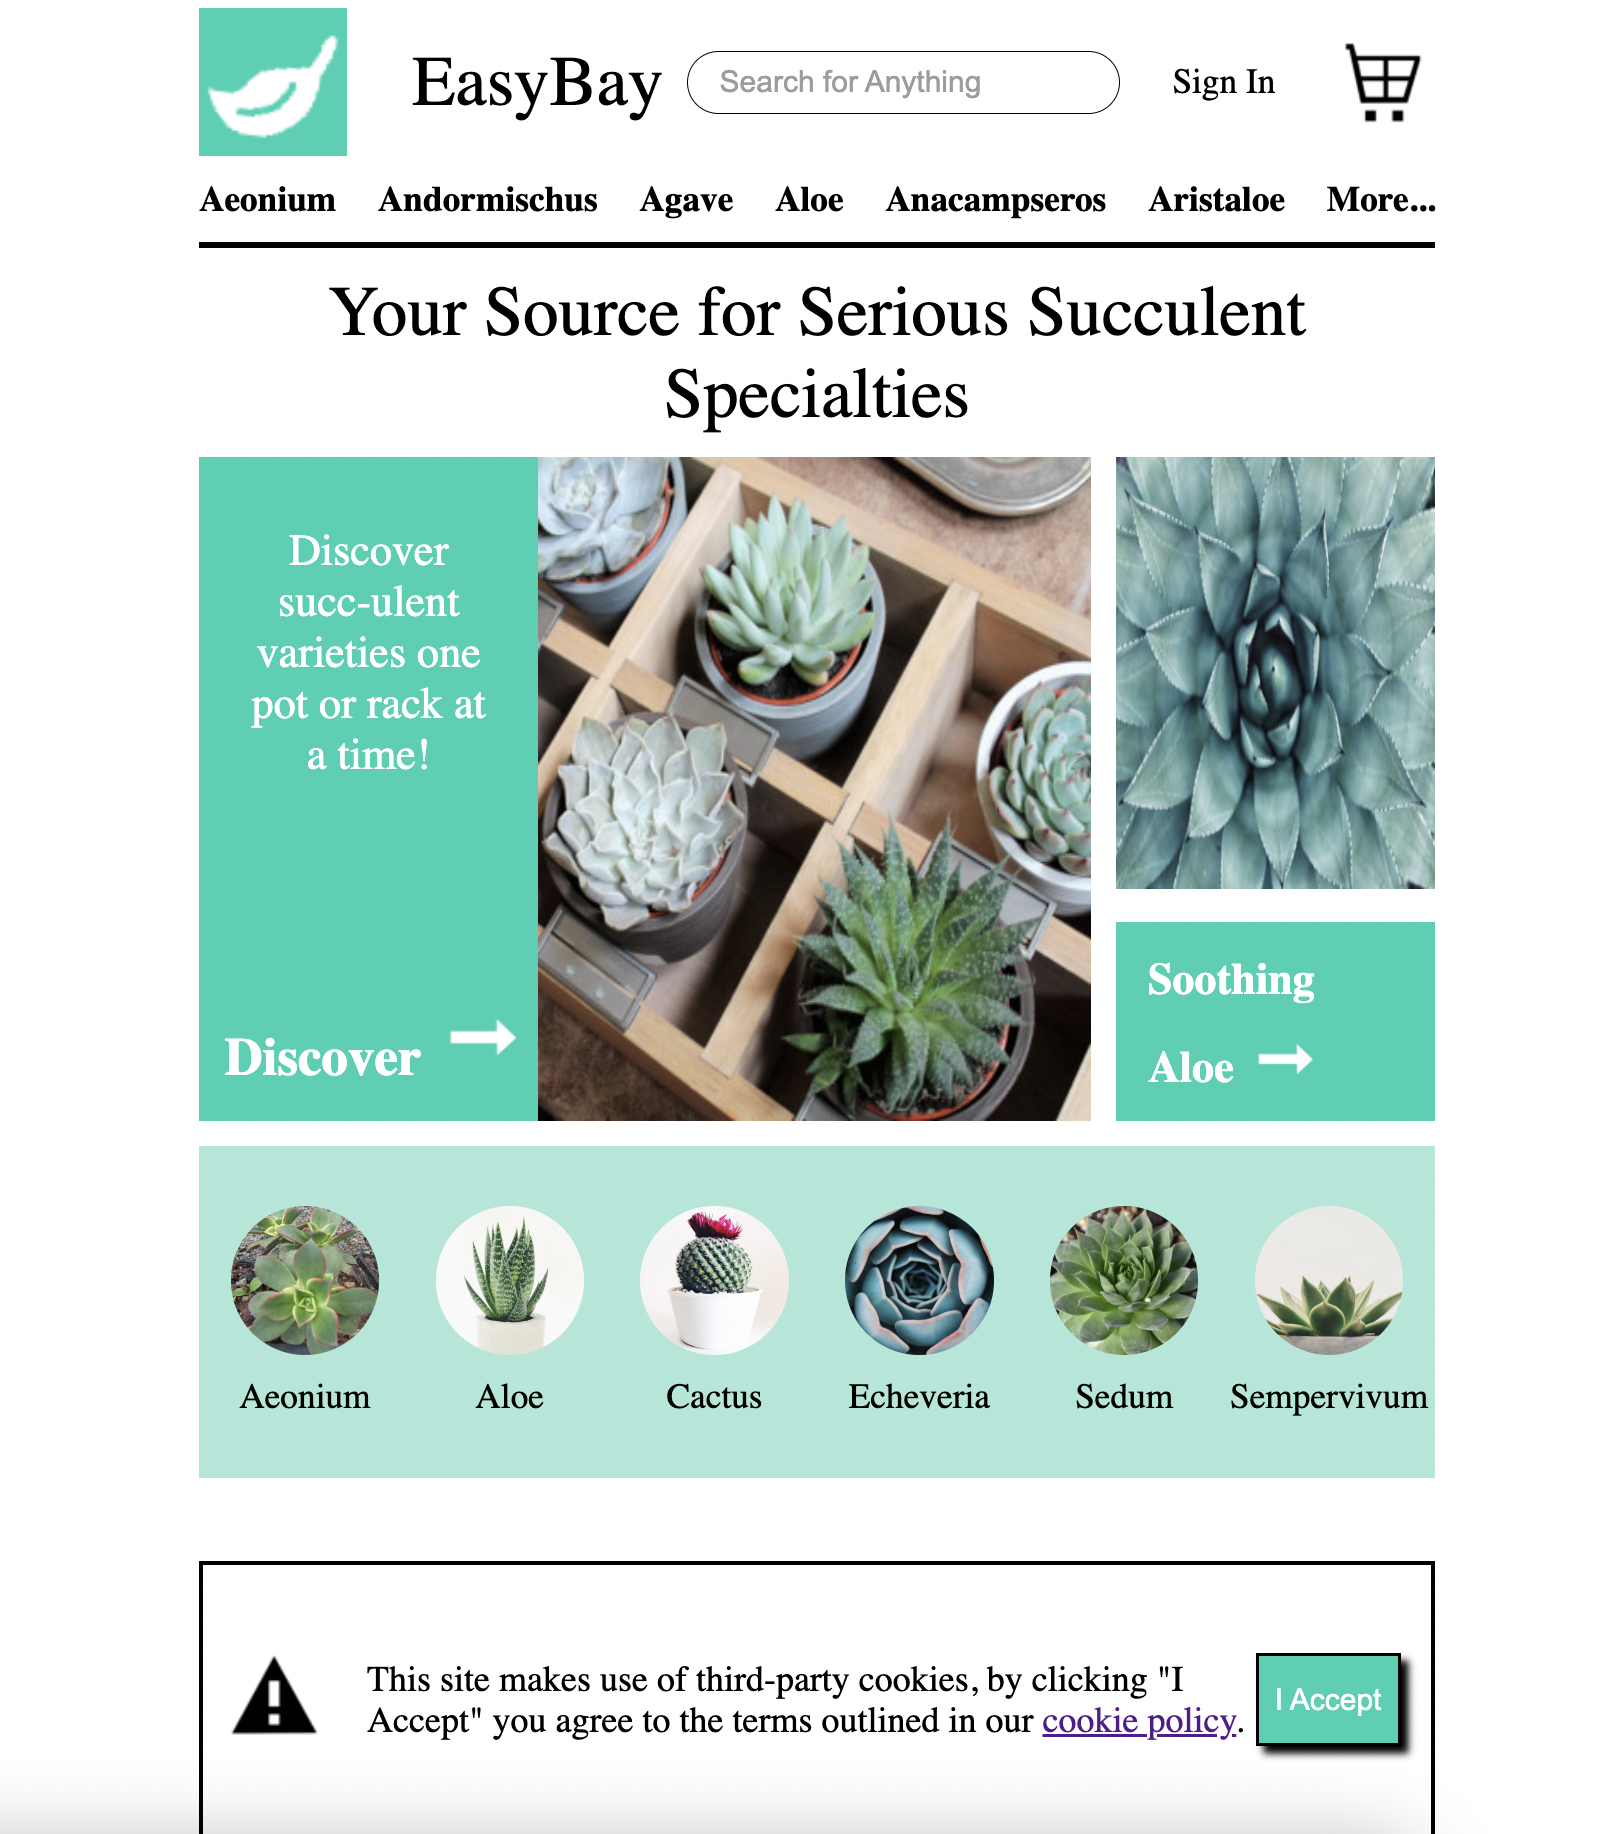 EasyBay
Search for Anything
Sign In
Aeonium Andormischus Agave Aloe Anacampseros Aristaloe More...
Your Source for Serious Succulent
Specialties
Discover
succ-ulent
varieties one
pot or rack at
a time!
Discover
Soothing
Aloe
Aeonium
Aloe
Cactus
Echeveria
Sedum
Sempervivum
This site makes use of third-party cookies, by clicking "I
Accept" you agree to the terms outlined in our cookie policy.
I Accept